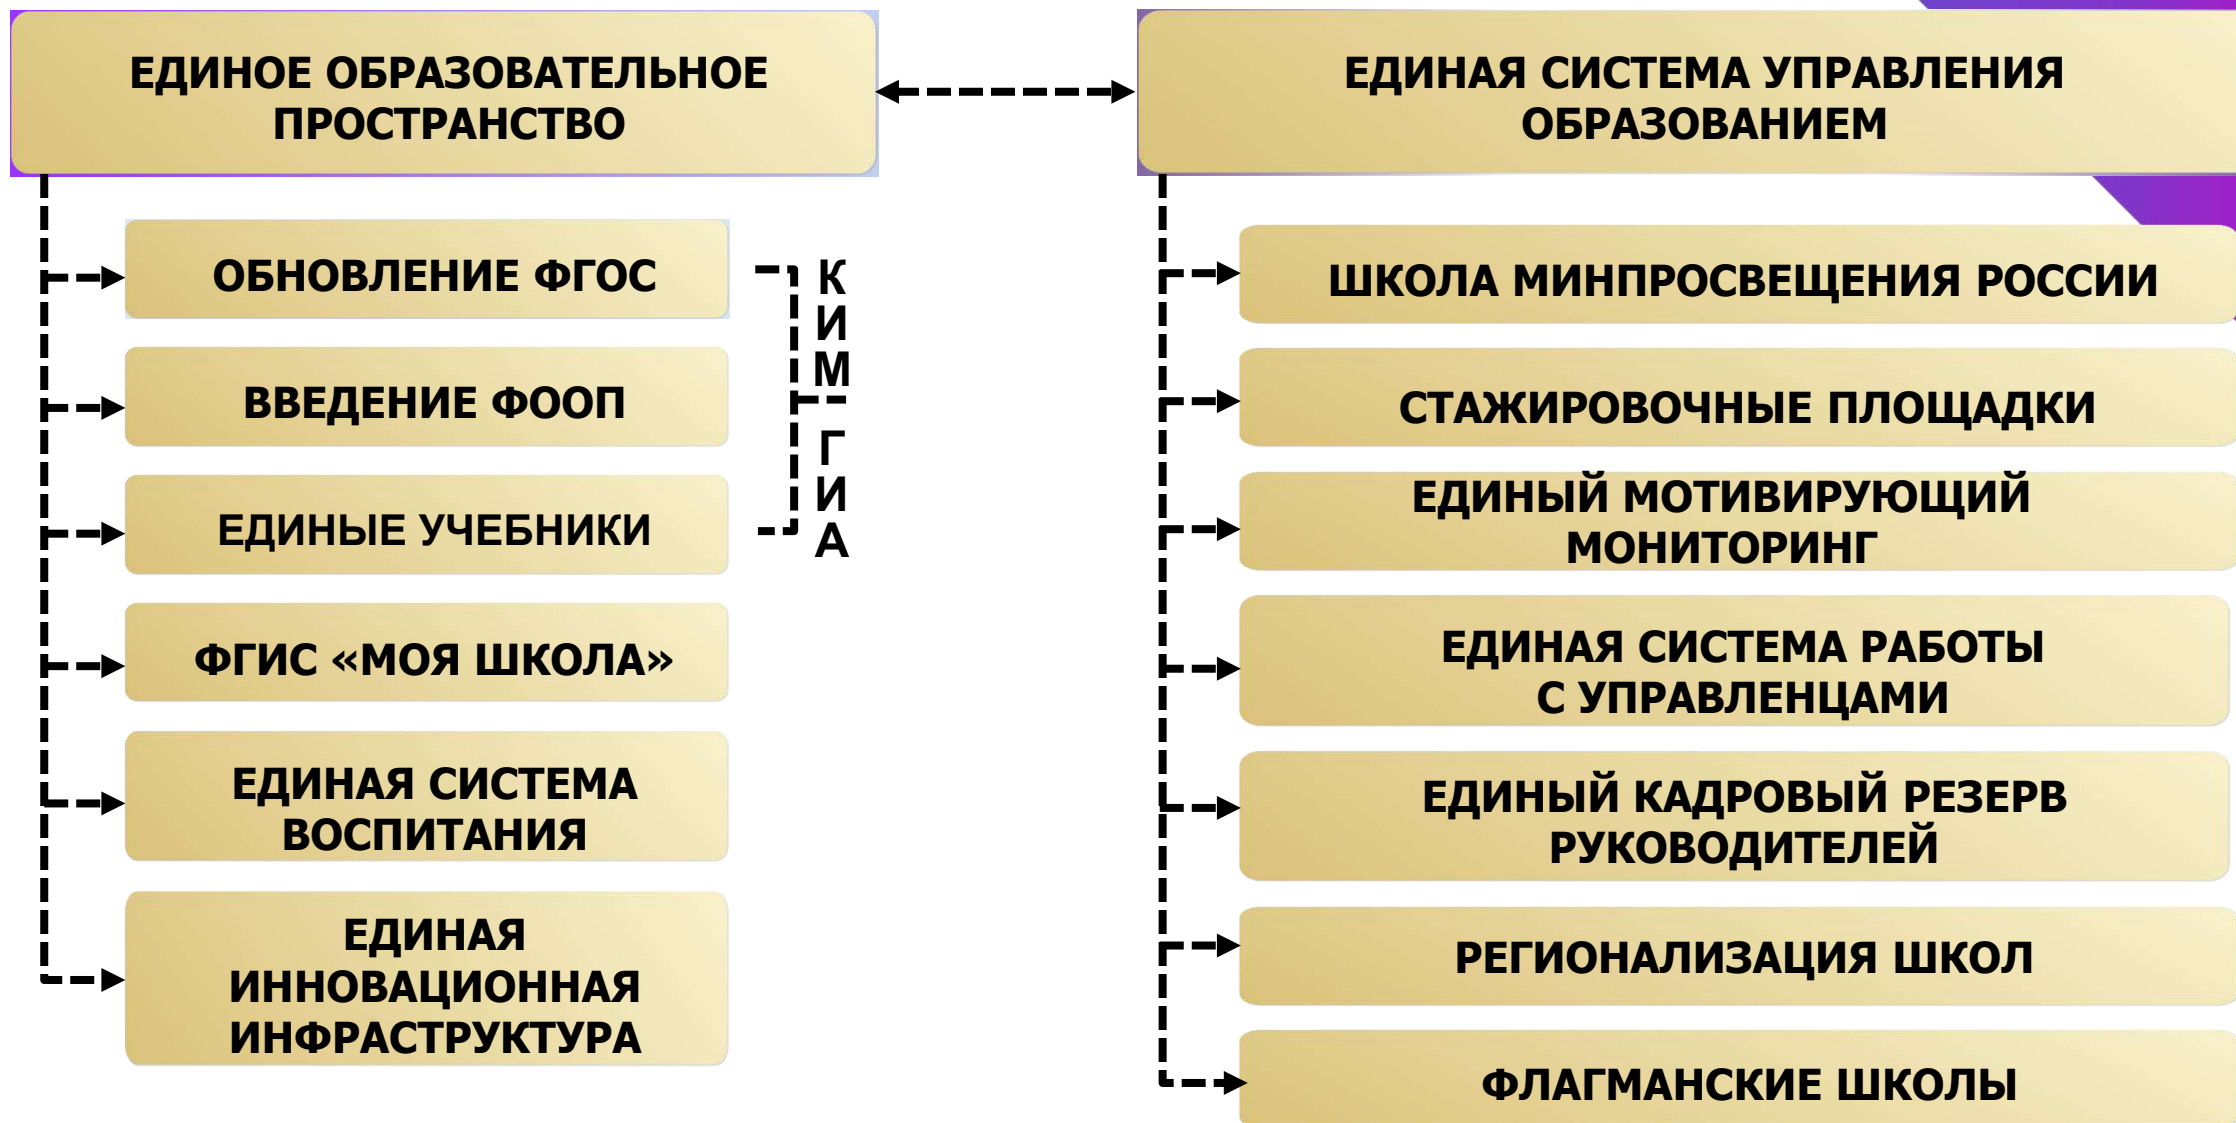 ЕДИНОЕ ОБРАЗОВАТЕЛЬНОЕ
ПРОСТРАНСТВО
ОБНОВЛЕНИЕ ФГОС
ВВЕДЕНИЕ ФООП
ЕДИНЫЕ УЧЕБНИКИ
ФГИС «МОЯ ШКОЛА»
ЕДИНАЯ СИСТЕМА
ВОСПИТАНИЯ
ЕДИНАЯ
ИННОВАЦИОННАЯ
ИНФРАСТРУКТУРА
КИМ
ГИА
ЕДИНАЯ СИСТЕМА УПРАВЛЕНИЯ
ОБРАЗОВАНИЕМ
ШКОЛА МИНПРОСВЕЩЕНИЯ РОССИИ
СТАЖИРОВОЧНЫЕ ПЛОЩАДКИ
ЕДИНЫЙ МОТИВИРУЮЩИЙ
МОНИТОРИНГ
ЕДИНАЯ СИСТЕМА РАБОТЫ
С УПРАВЛЕНЦАМИ
ЕДИНЫЙ КАДРОВЫЙ РЕЗЕРВ
РУКОВОДИТЕЛЕЙ
РЕГИОНАЛИЗАЦИЯ ШКОЛ
ФЛАГМАНСКИЕ ШКОЛЫ